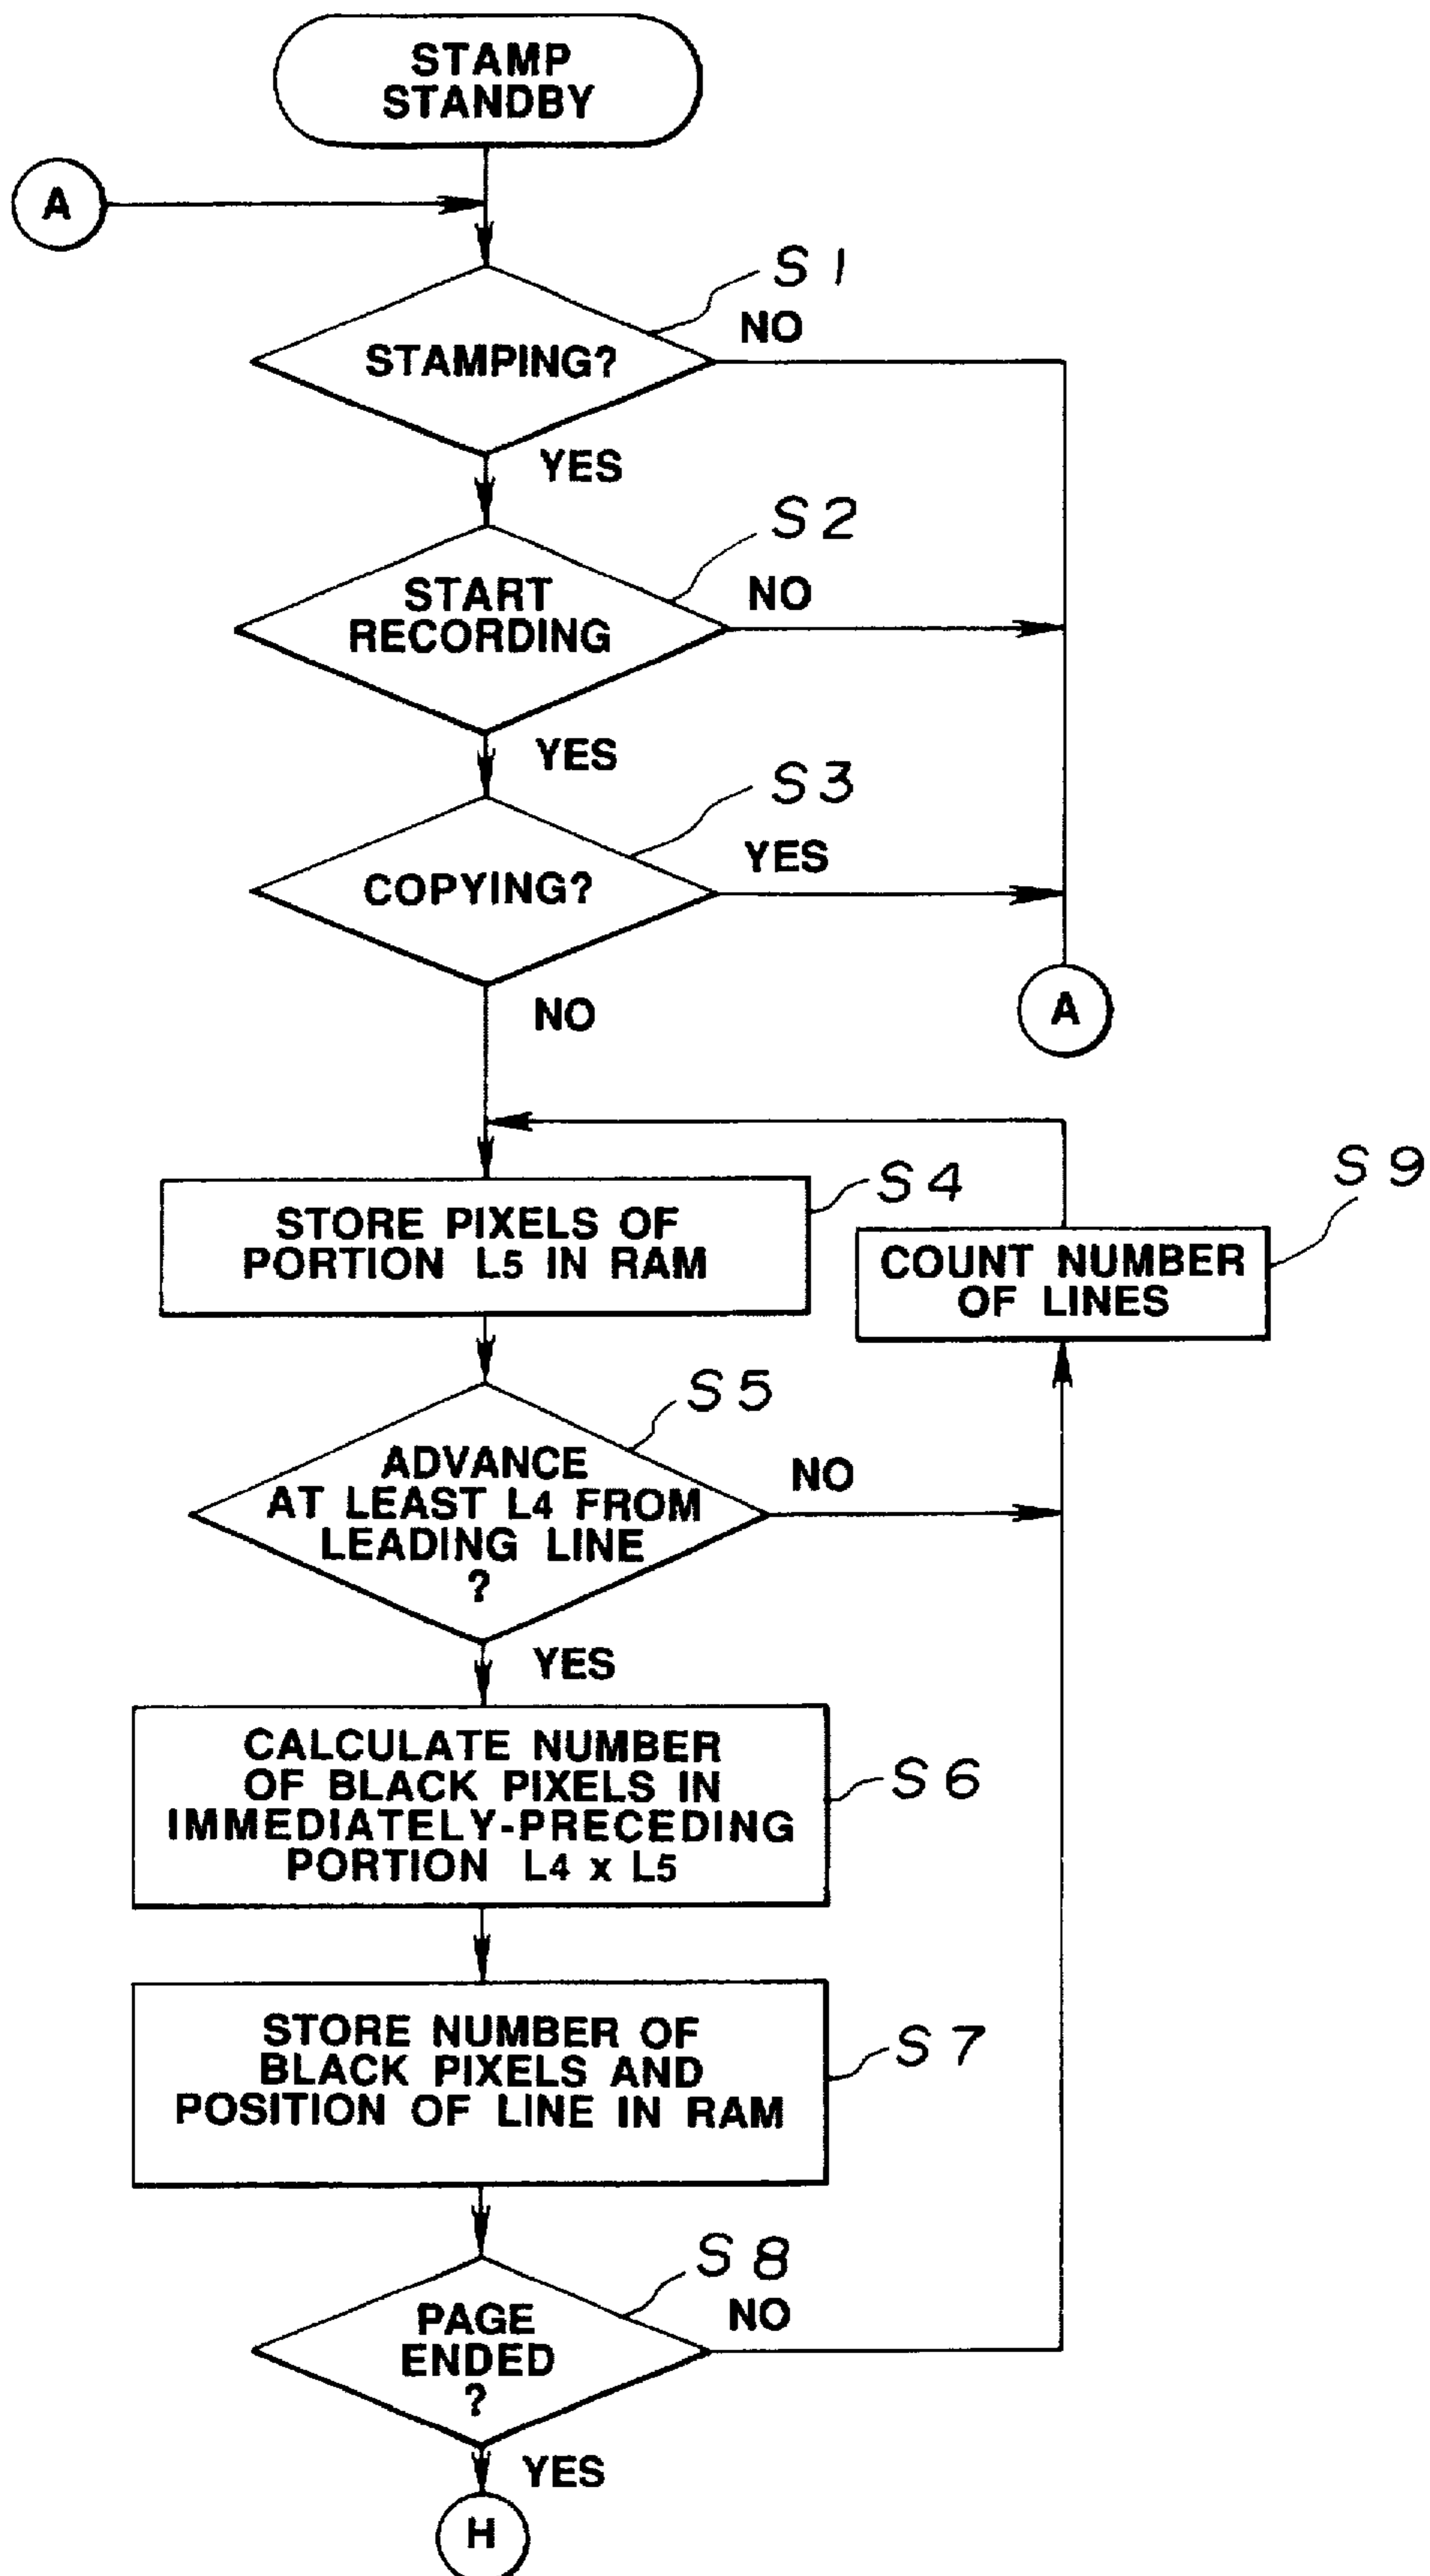 STAMP
STANDBY
A
S1
STAMPING?
NO
YES
S2
START
RECORDING
NO
YES
S3
COPYING?
YES
NO
A
S4
STORE PIXELS OF
PORTION L5 IN RAM
S9
COUNT NUMBER
OF LINES
S5
ADVANCE
AT LEAST L4 FROM
LEADING LINE
?
NO
YES
S6
CALCULATE NUMBER
OF BLACK PIXELS IN
IMMEDIATELY-PRECEDING
PORTION L4 x L5
S7
STORE NUMBER OF
BLACK PIXELS AND
POSITION OF LINE IN RAM
S8
PAGE
ENDED
?
NO
YES
H